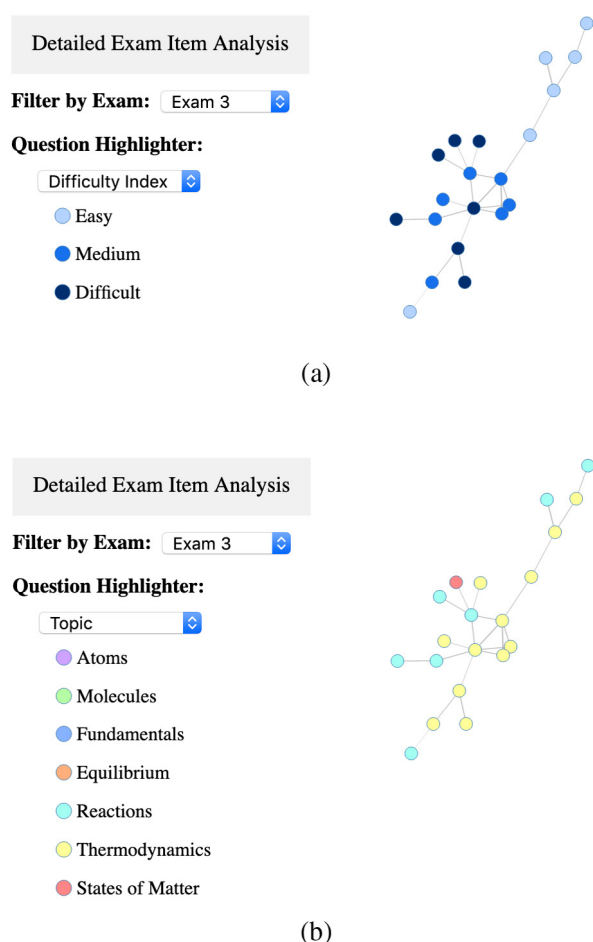 Detailed Exam Item Analysis
Filter by Exam: Exam 3
Question Highlighter:
Difficulty Index
Easy
Medium
Difficult
(a)
Detailed Exam Item Analysis
Filter by Exam: Exam 3
Question Highlighter:
Topic
Atoms
Molecules
Fundamentals
Equilibrium
Reactions
Thermodynamics
States of Matter
(b)